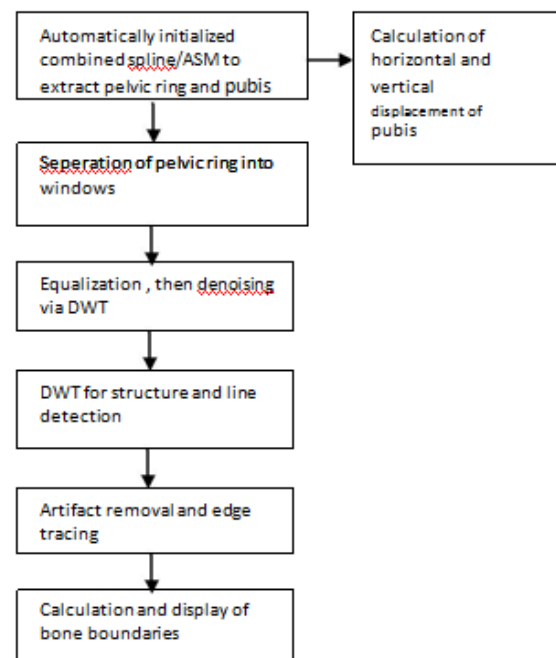 Automatically initialized
combined spline/ASM to
extract pelvic ring and pubis
Calculation of
horizontal and
vertical
displacement of
pubis
Seperation of pelvic ring into
windows
Equalization , then denoising
via DWT
DWT for structure and line
detection
Artifact removal and edge
tracing
Calculation and display of
bone boundaries